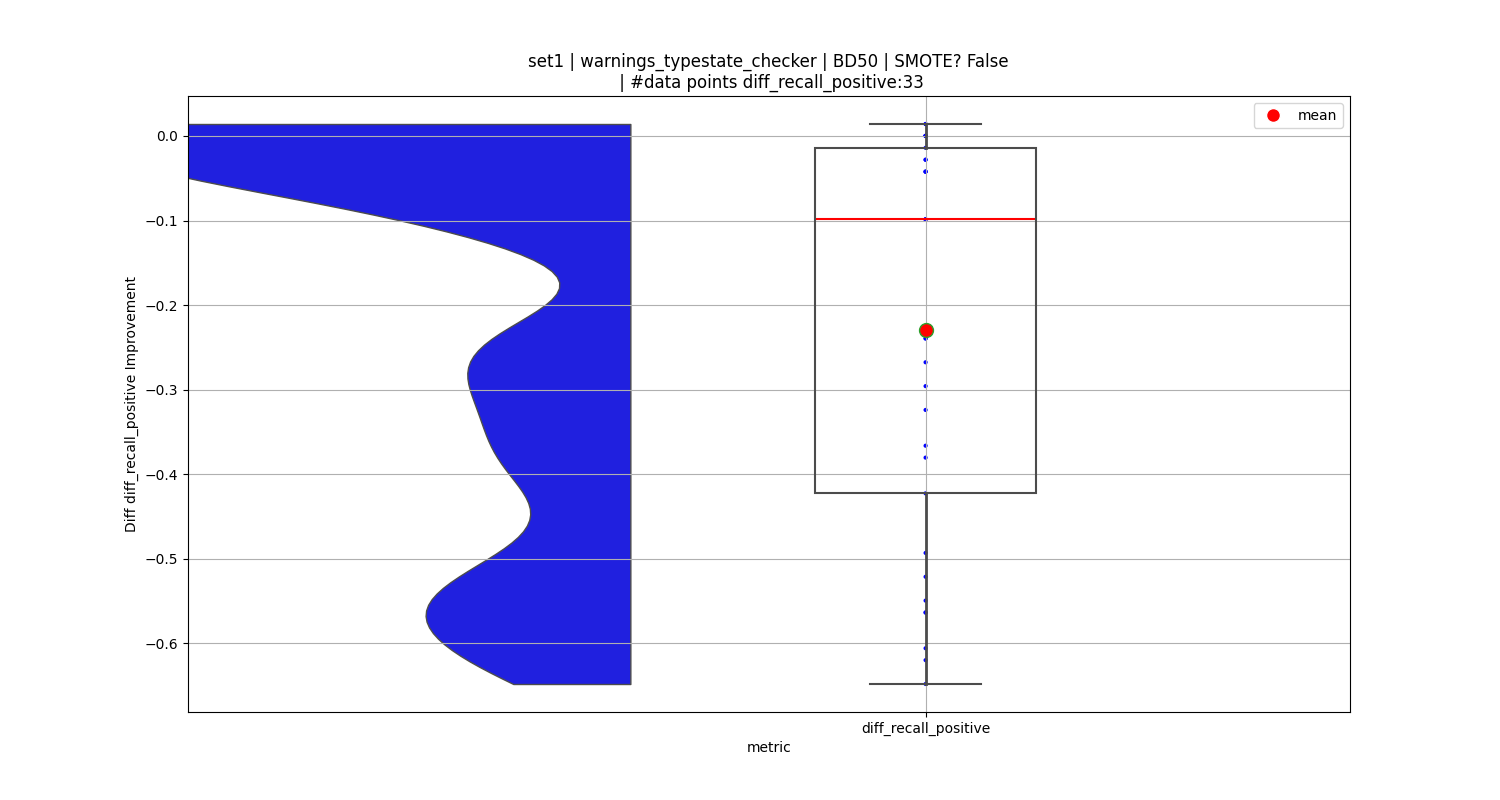 set1 | warnings_typestate_checker | BD50 | SMOTE? False
| #data points diff_recall_positive:33
mean
0.0
−0.1
−0.2
−0.3
−0.4
−0.5
−0.6
Diff diff_recall_positive Improvement
diff_recall_positive
metric